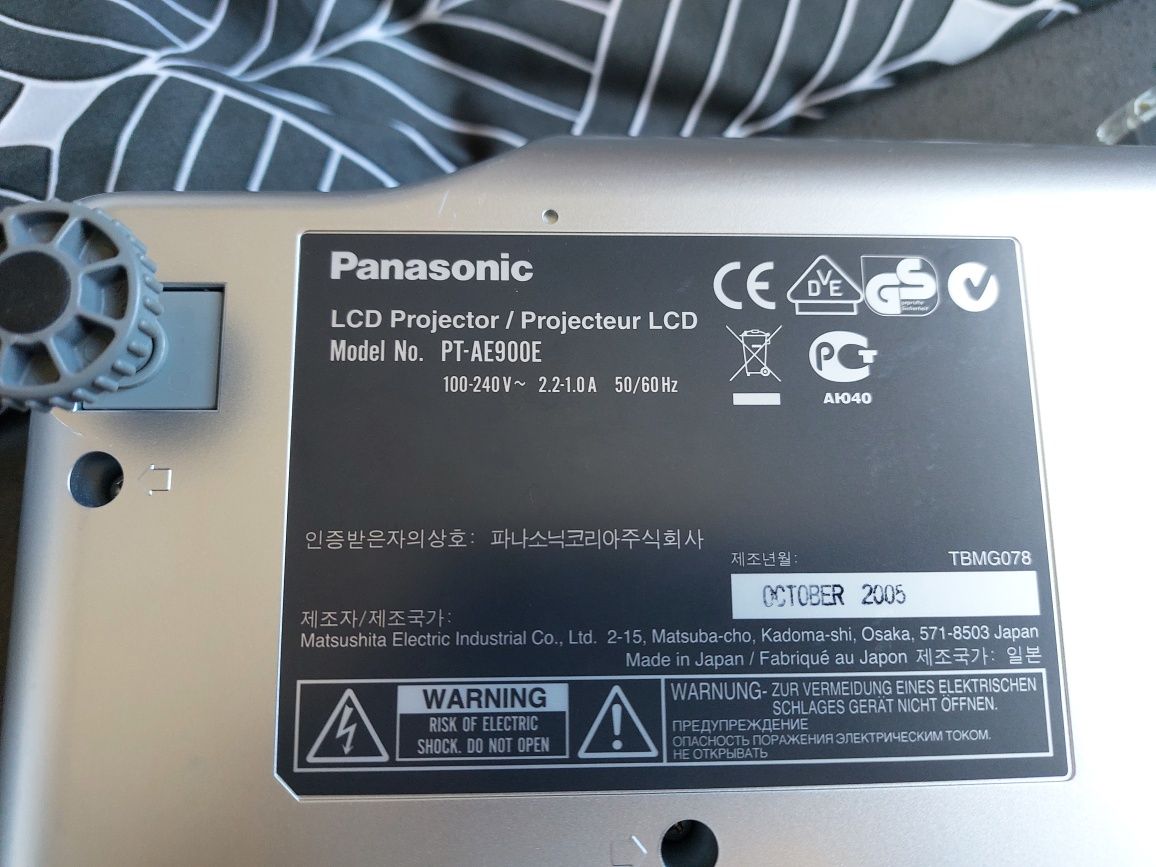 Panasonic
LCD Projector / Projecteur LCD
Model No. PT-AE900E
100-240V~ 2.2-1.0A 50/60Hz
CE
DVE
GS
geprüfte Sicherheit
РСТ
АЮ40
인증받은자의상호: 파나소닉코리아주식회사
제조년월: TBMG078
OCTOBER 2005
제조자/제조국가:
Matsushita Electric Industrial Co., Ltd. 2-15, Matsuba-cho, Kadoma-shi, Osaka, 571-8503 Japan
Made in Japan / Fabriqué au Japon 제조국가: 일본
WARNING
RISK OF ELECTRIC
SHOCK. DO NOT OPEN
WARNUNG- ZUR VERMEIDUNG EINES ELEKTRISCHEN
SCHLAGES GERÄT NICHT ÖFFNEN.
ПРЕДУПРЕЖДЕНИЕ
ОПАСНОСТЬ ПОРАЖЕНИЯ ЭЛЕКТРИЧЕСКИМ ТОКОМ.
НЕ ОТКРЫВАТЬ